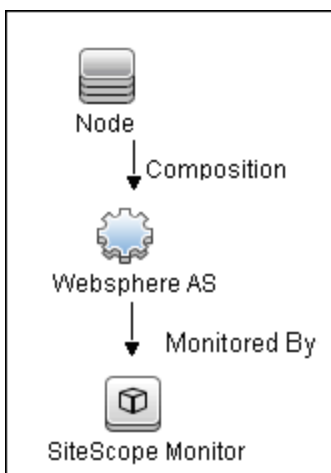 Node
Composition
Websphere AS
Monitored By
SiteScope Monitor